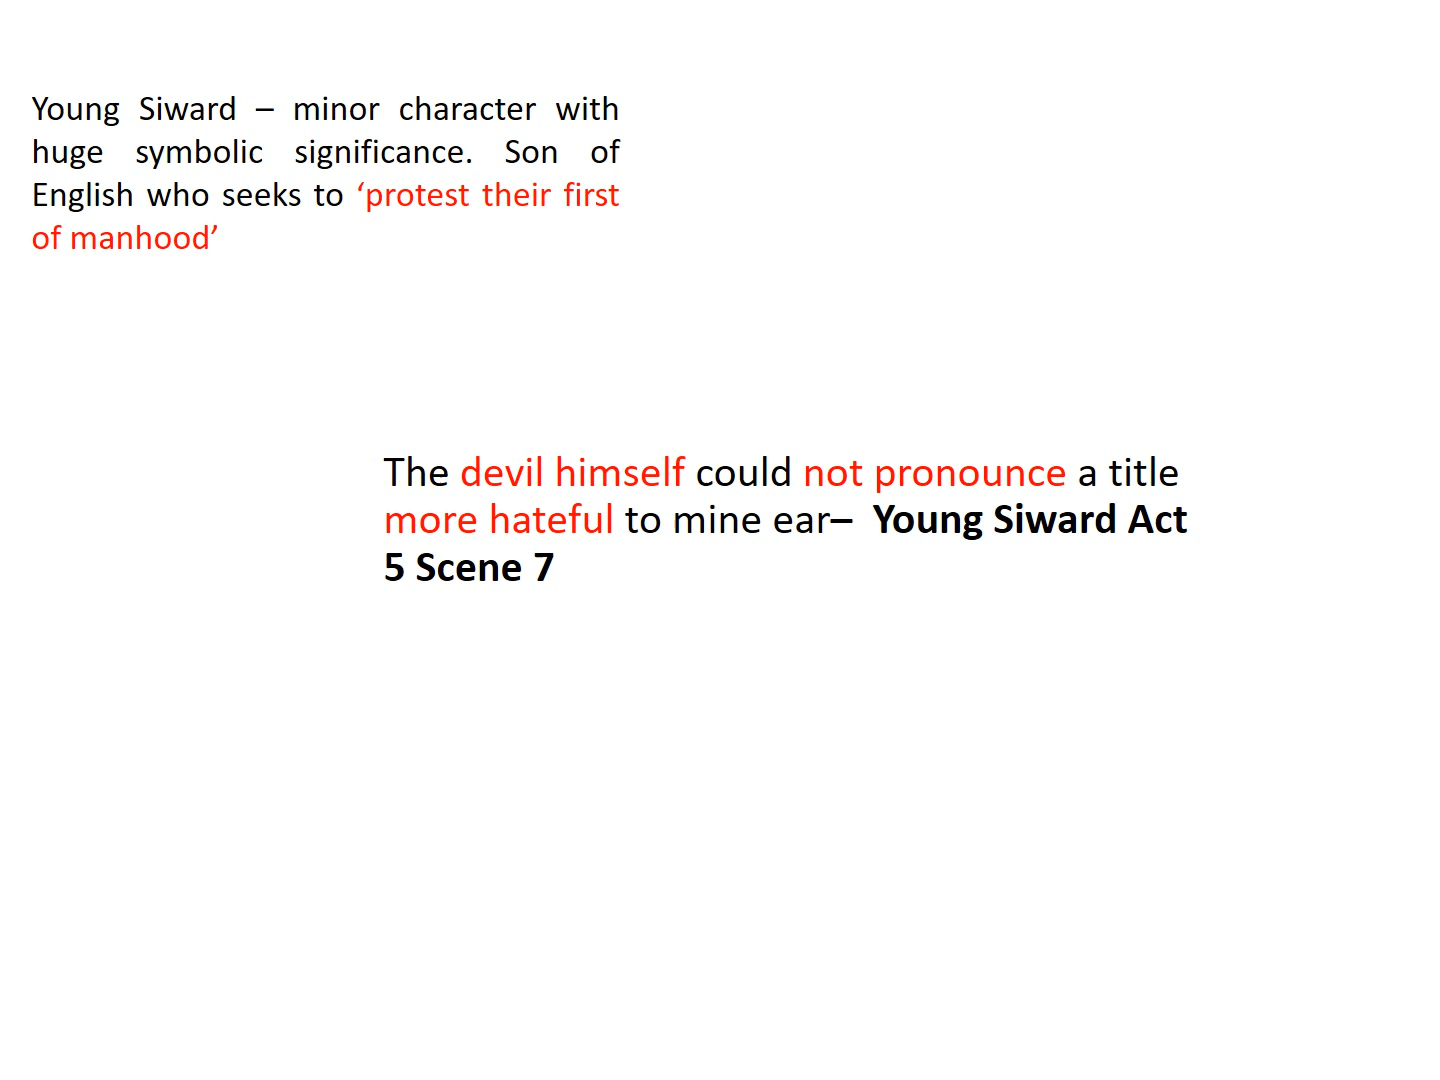 Young Siward – minor character with
huge symbolic significance. Son of
English who seeks to ‘protest their first
of manhood’
The devil himself could not pronounce a title
more hateful to mine ear– Young Siward Act
5 Scene 7